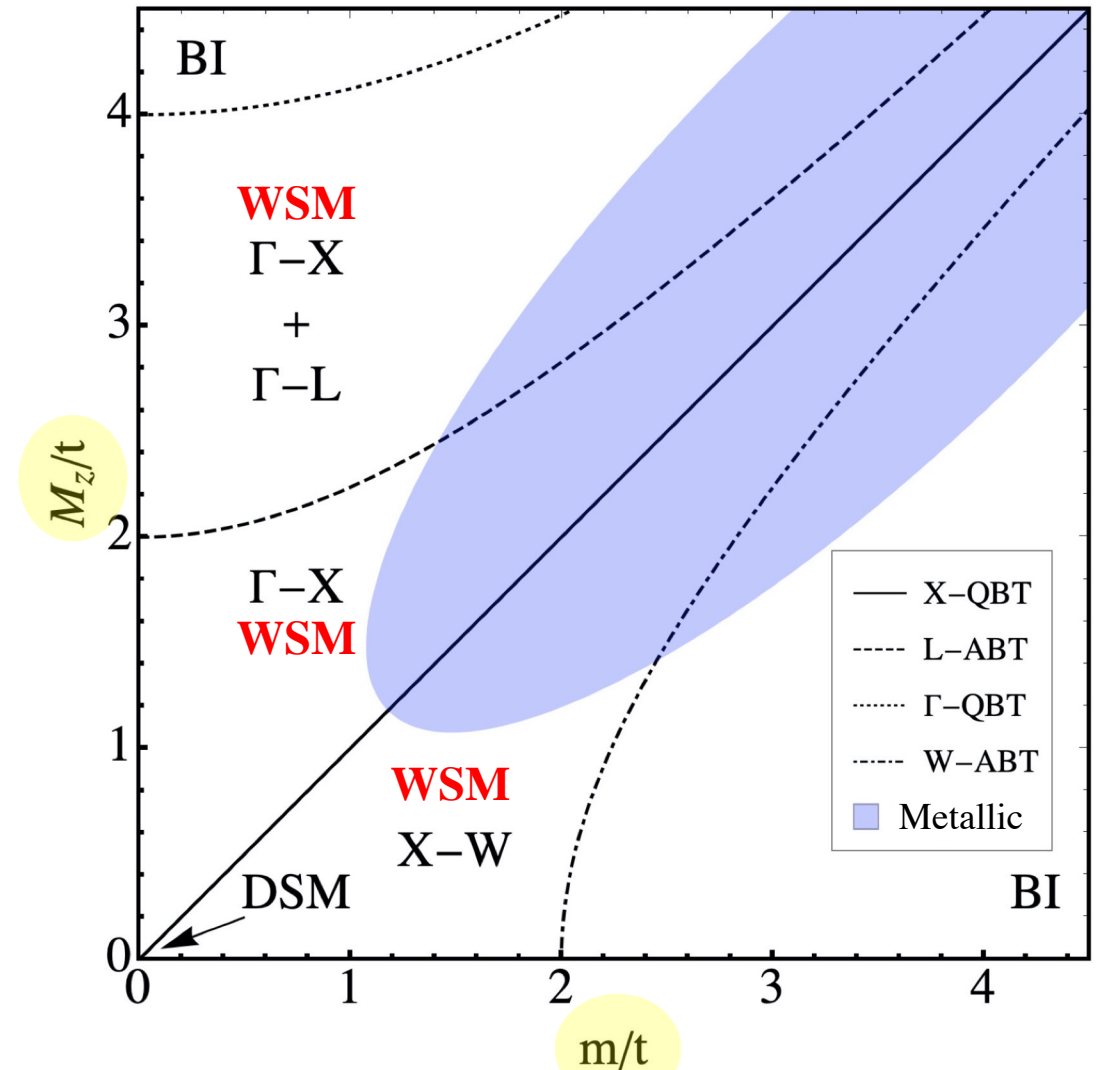 BI
4
WSM
Γ–X
+
3
Γ–L
M_z/t
2
Γ–X
WSM
X–QBT
L–ABT
Γ–QBT
W–ABT
Metallic
1
WSM
X–W
DSM
BI
0
0 1 2 3 4
m/t